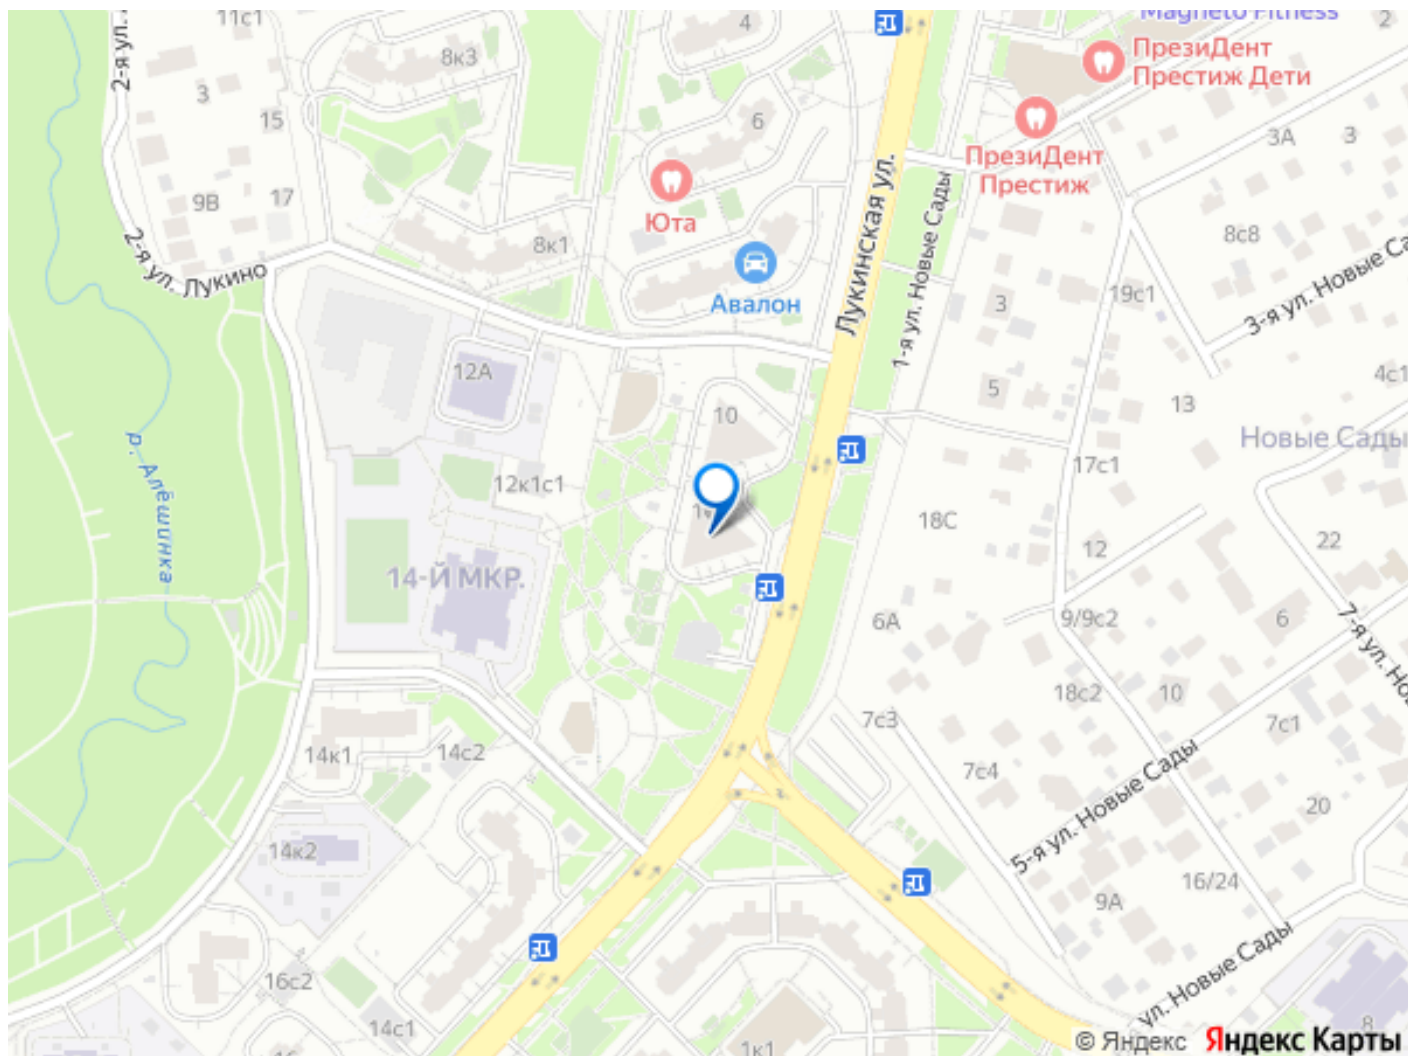 11с1
4
Magneto Fitness
2
ПрезиДент
Престиж Дети
2-я ул.
8к3
3
15
6
3А
3
ПрезиДент
Престиж
Лукинская ул.
9В
17
Юта
8к1
8с8
2-я ул. Лукино
Авалон
1-я ул. Новые Сады
3
19с1
3-я ул. Новые Са
12А
5
4с1
10
13
Новые Сады
р. Алёшинка
12к1с1
17с1
18С
22
12
14-Й МКР.
6А
9/9с2
6
7-я ул. Но
18с2
10
7с3
7с1
14к1
14с2
7с4
5-я ул. Новые Сады
20
14к2
16/24
9А
ул. Новые Сады
16с2
14с1
8
16
1к1
© Яндекс Яндекс Карты